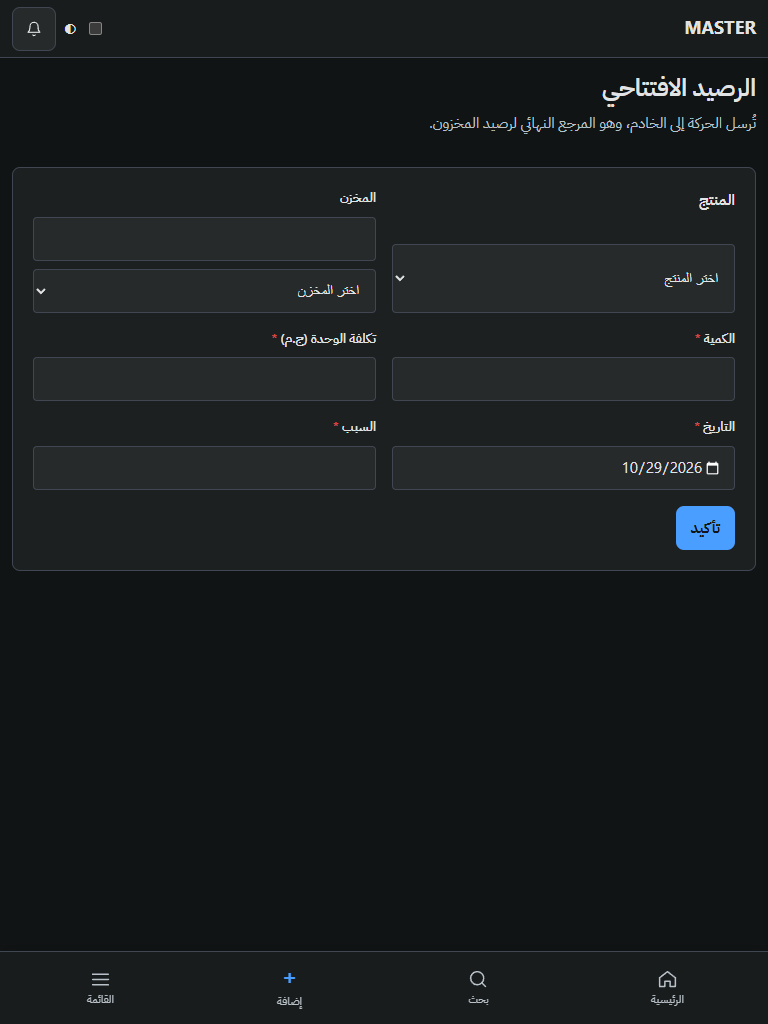 MASTER
الرصيد الافتتاحي
تُرسل الحركة إلى الخادم، وهو المرجع النهائي لرصيد المخزون.
المنتج
اختر المنتج
المخزن
اختر المخزن
الكمية *
تكلفة الوحدة (ج.م) *
التاريخ *
10/29/2026
السبب *
تأكيد
الرئيسية
بحث
إضافة
القائمة